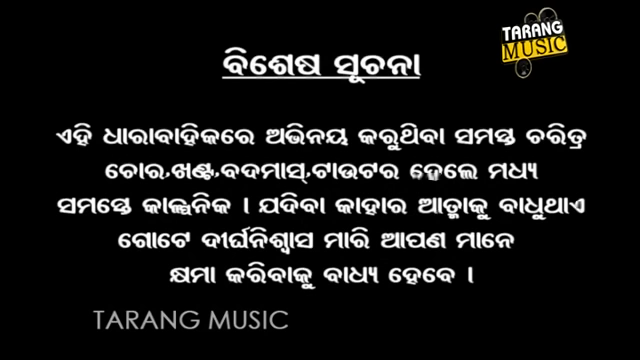 TARANG
MUSIC
ବିଶେଷ ସୂଚନା
ଏହି ଧାରାବାହିକରେ ଅଭିନୟ କରୁଥିବା ସମସ୍ତ ଚରିତ୍ର
ଚୋର,ଖଣ୍ଟ,ବଦମାସ୍,ଟାଉଟର ହେଲେ ମଧ୍ୟ
ସମସ୍ତେ କାଳ୍ପନିକ । ଯଦିବା କାହାର ଆତ୍ମାକୁ ବାଧୁଥାଏ
ଗୋଟେ ଦୀର୍ଘନିଶ୍ୱାସ ମାରି ଆପଣ ମାନେ
କ୍ଷମା କରିବାକୁ ବାଧ୍ୟ ହେବେ ।
TARANG MUSIC